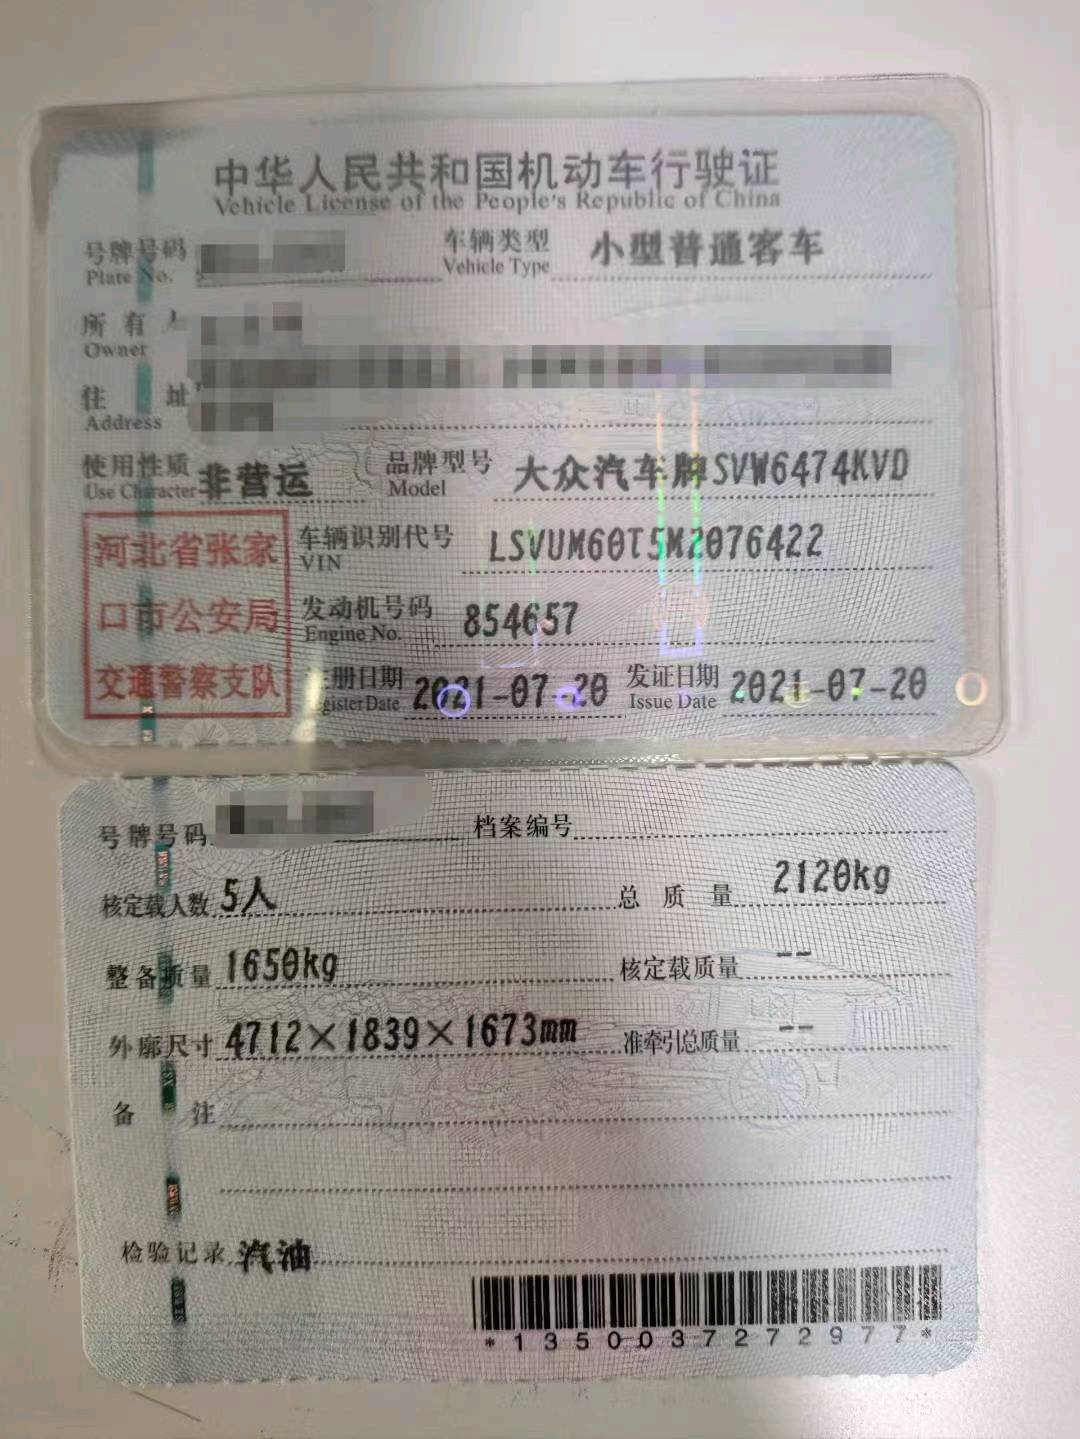 中华人民共和国机动车行驶证
Vehicle License of the People's Republic of China
号牌号码
Plate No.
车辆类型 小型普通客车
Vehicle Type
所有人
Owner
住址
Address
使用性质 非营运
Use Character
品牌型号 大众汽车牌SVW6474KVD
Model
河北省张家
口市公安局
交通警察支队
车辆识别代号 LSVUM60T5M2076422
VIN
发动机号码 854657
Engine No.
注册日期 2021-07-20
Register Date
发证日期 2021-07-20
Issue Date
号牌号码
档案编号
核定载人数 5人
总质量 2120kg
整备质量 1650kg
核定载质量 --
外廓尺寸 4712×1839×1673mm
准牵引总质量 --
备注
检验记录 汽油
*1350037272977*